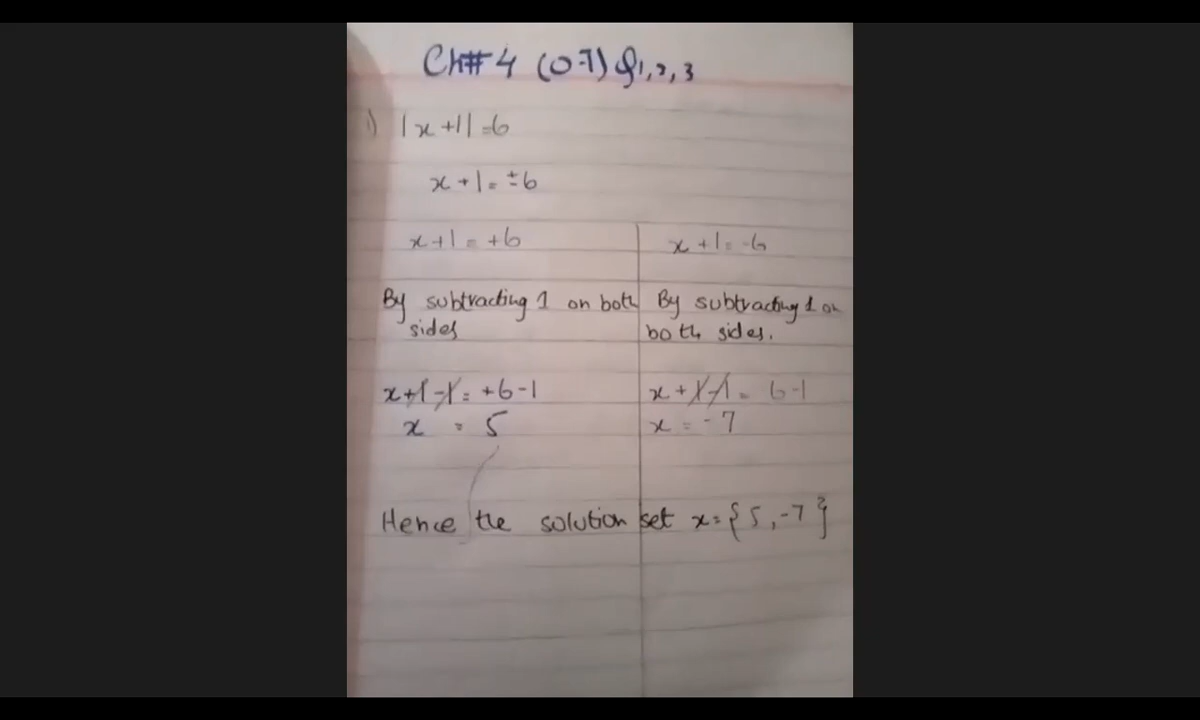 Ch# 4 (O-7) Q1,2,3
1) |x+1|=6
x+1=±6
x+1=+6
By subtracting 1 on both
sides
x+1-1=+6-1
x = 5
x+1=-6
By subtracting 1 on
both sides.
x+1-1= 6-1
x=-7
Hence the solution set x={5,-7}